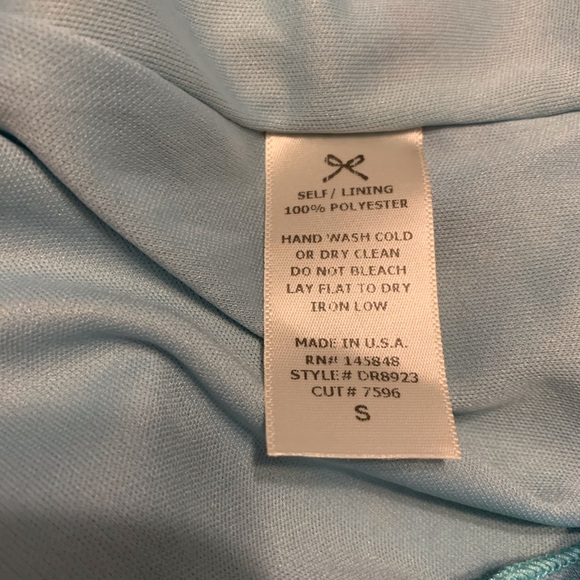 SELF/ LINING
100% POLYESTER
HAND WASH COLD
OR DRY CLEAN
DO NOT BLEACH
LAY FLAT TO DRY
IRON LOW
MADE IN U.S.A.
RN# 145848
STYLE# DR8923
CUT# 7596
S